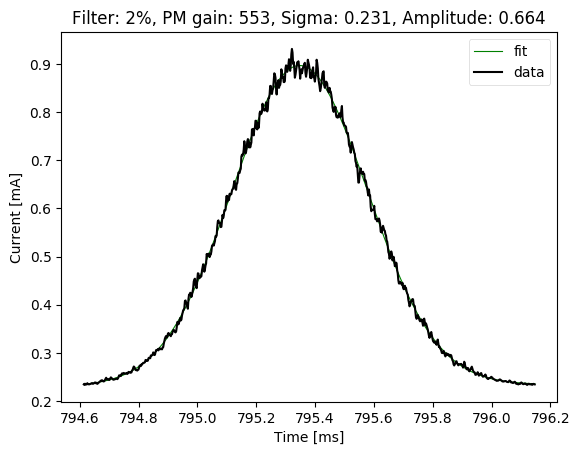 Filter: 2%, PM gain: 553, Sigma: 0.231, Amplitude: 0.664
fit
data
0.9
0.8
0.7
0.6
0.5
0.4
0.3
0.2
Current [mA]
794.6 794.8 795.0 795.2 795.4 795.6 795.8 796.0 796.2
Time [ms]